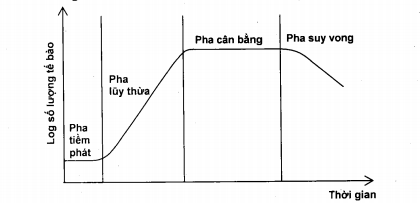 Log số lượng tế bào
Pha
tiềm
phát
Pha
lũy thừa
Pha cân bằng
Pha suy vong
Thời gian